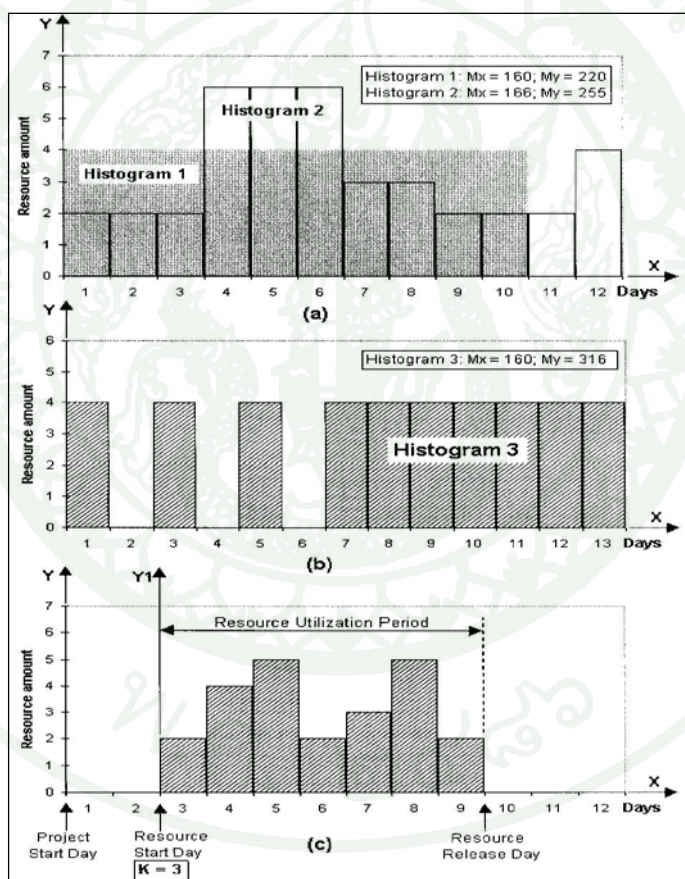 Y
7
6
5
4
3
2
1
0
Resource amount
Histogram 1: Mx = 160; My = 220
Histogram 2: Mx = 166; My = 255
Histogram 2
Histogram 1
X
1 2 3 4 5 6 7 8 9 10 11 12 Days
(a)
Y
6
5
4
3
2
1
0
Resource amount
Histogram 3: Mx = 160; My = 316
Histogram 3
X
1 2 3 4 5 6 7 8 9 10 11 12 13 Days
(b)
Y Y1
7
6
5
4
3
2
1
0
Resource amount
Resource Utilization Period
X
1 2 3 4 5 6 7 8 9 10 11 12 Days
Project
Start Day
Resource
Start Day
K = 3
(c)
Resource
Release Day